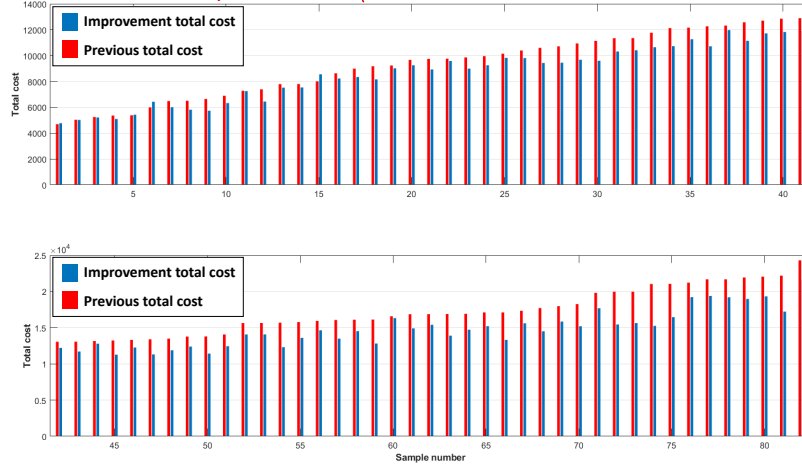 14000
12000
10000
8000
6000
4000
2000
0
Total cost
Improvement total cost
Previous total cost
5 10 15 20 25 30 35 40
×10⁴
2.5
2
1.5
1
0.5
0
Total cost
Improvement total cost
Previous total cost
45 50 55 60 65 70 75 80
Sample number